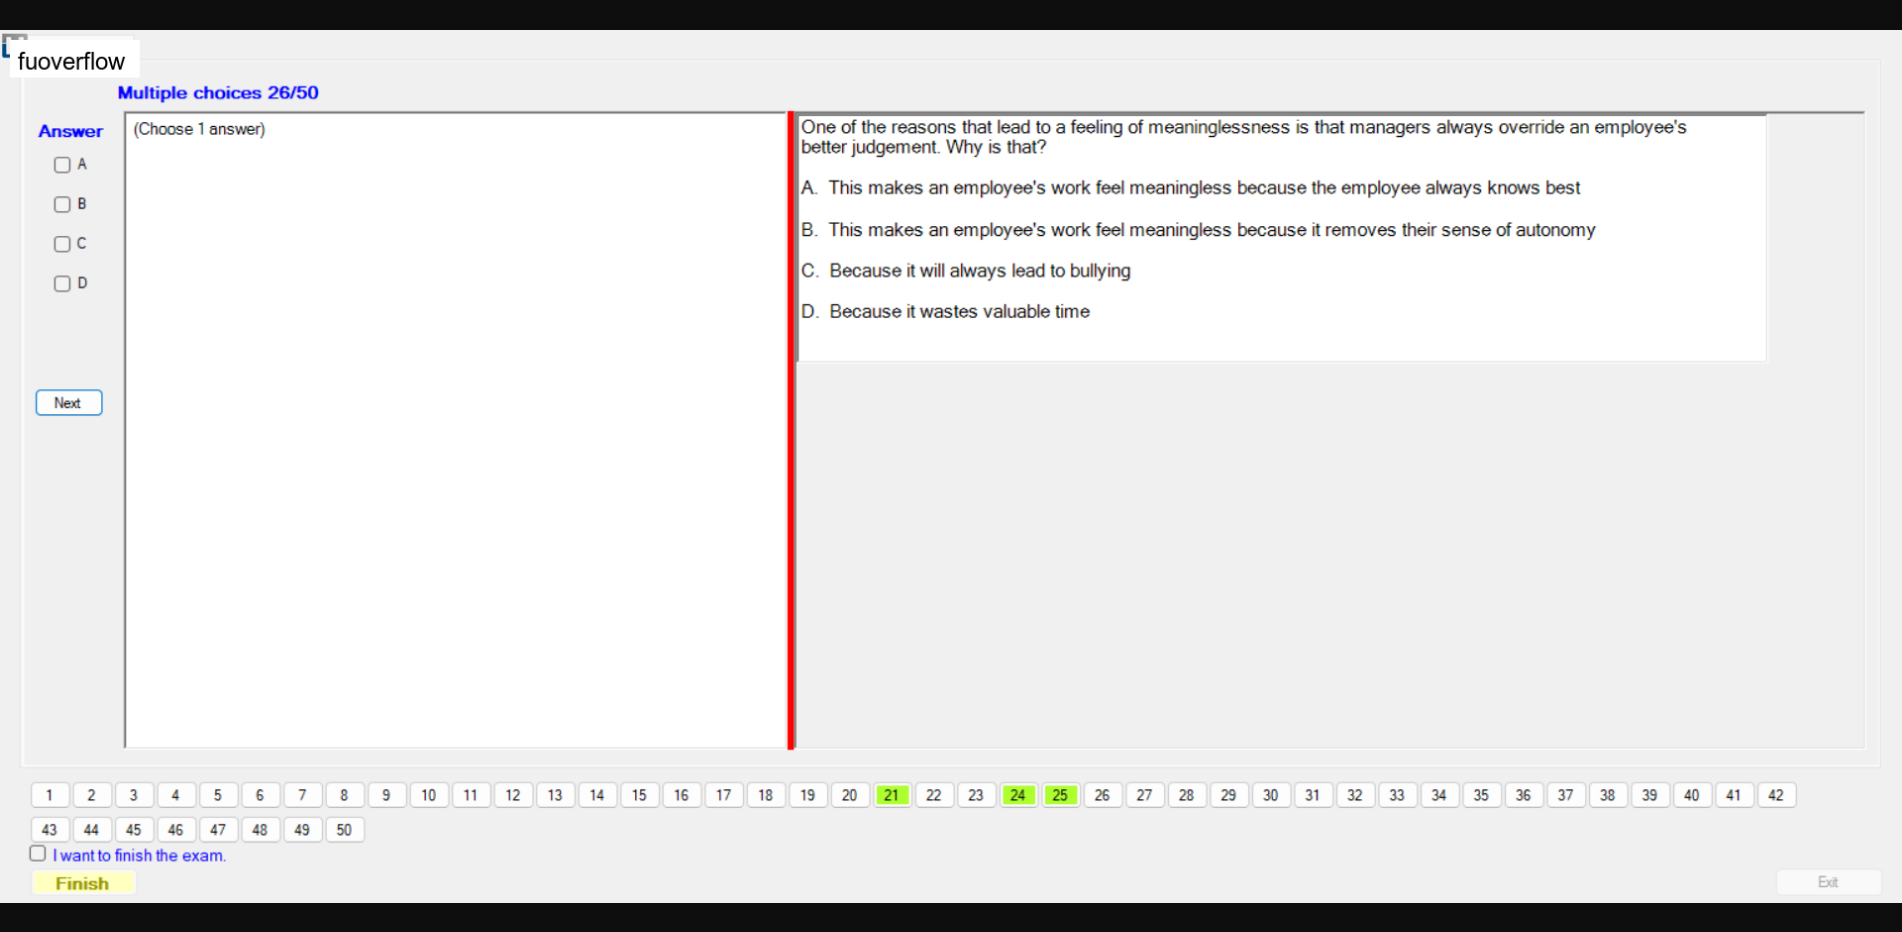 fuoverflow
Multiple choices 26/50
Answer
A
B
C
D
Next
(Choose 1 answer)
One of the reasons that lead to a feeling of meaninglessness is that managers always override an employee's
better judgement. Why is that?
A. This makes an employee's work feel meaningless because the employee always knows best
B. This makes an employee's work feel meaningless because it removes their sense of autonomy
C. Because it will always lead to bullying
D. Because it wastes valuable time
1 2 3 4 5 6 7 8 9 10 11 12 13 14 15 16 17 18 19 20 21 22 23 24 25 26 27 28 29 30 31 32 33 34 35 36 37 38 39 40 41 42
43 44 45 46 47 48 49 50
I want to finish the exam.
Finish
Exit